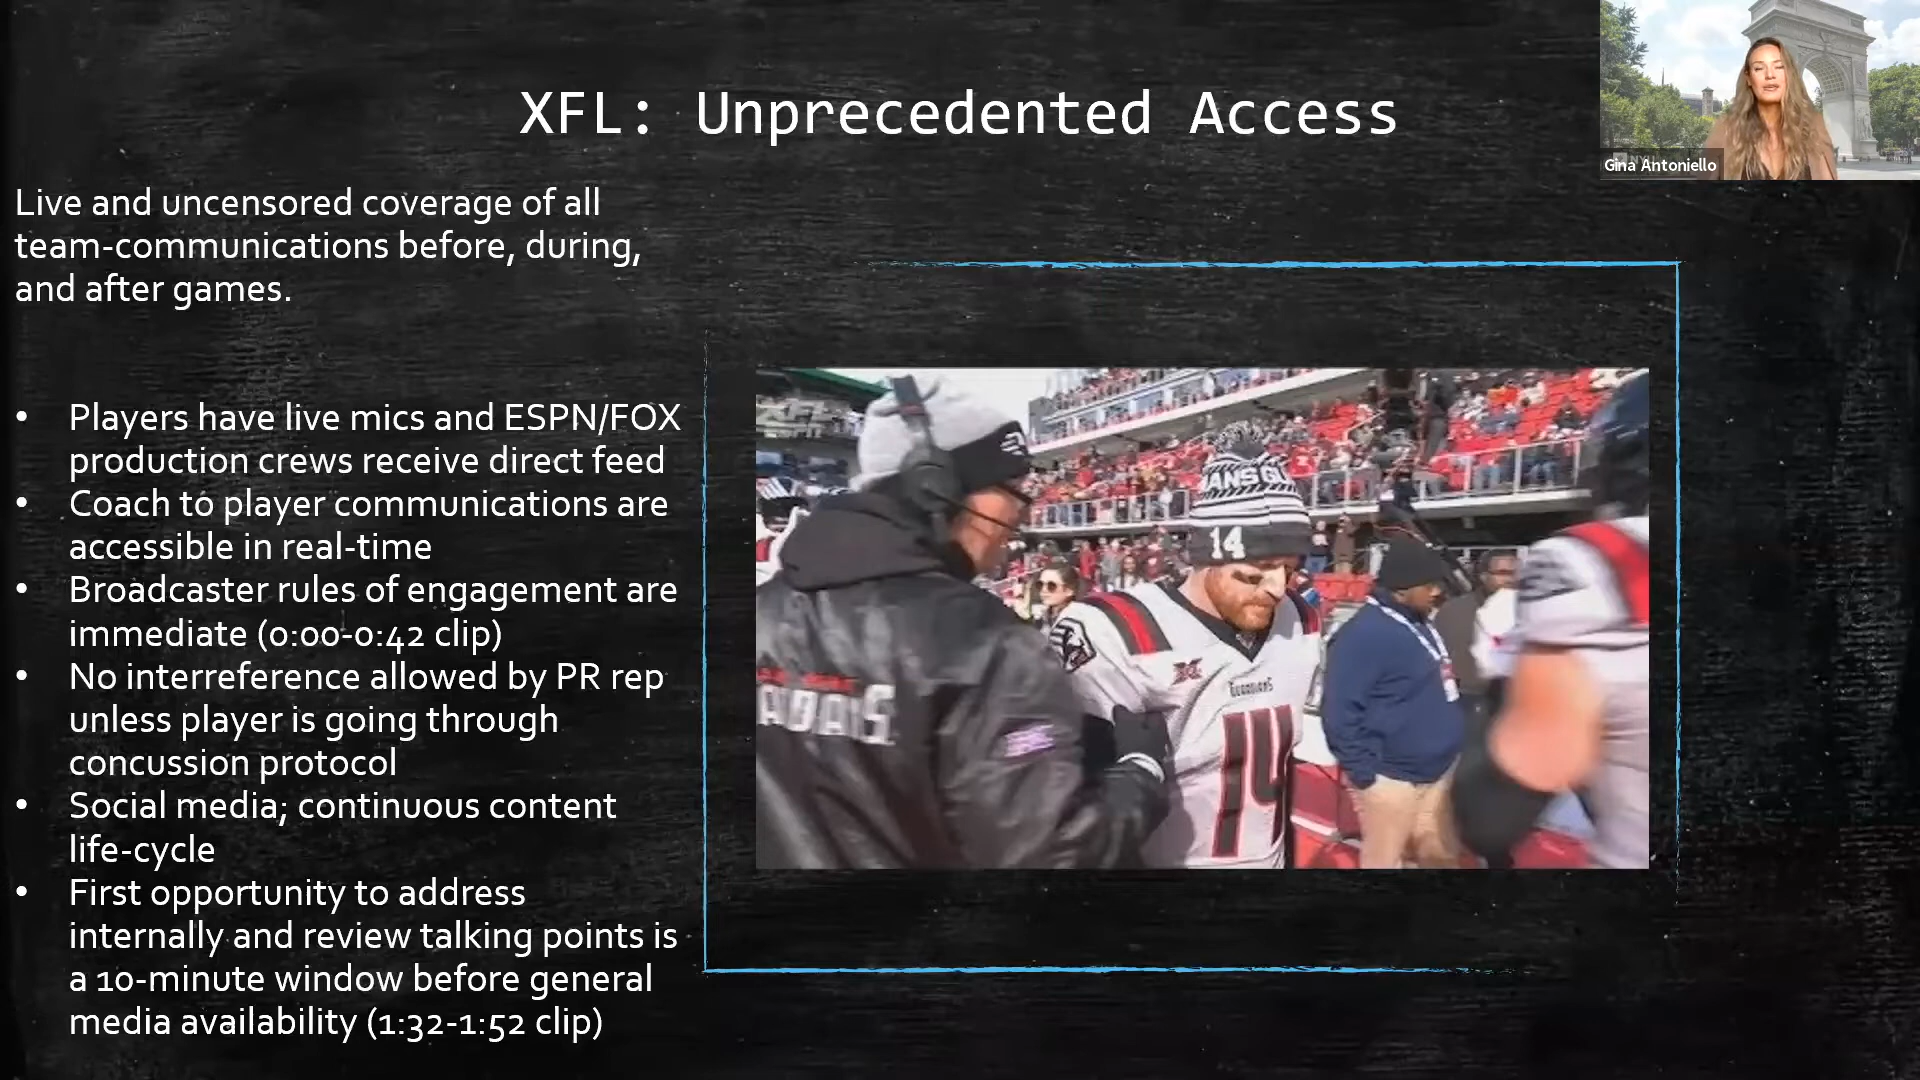 XFL: Unprecedented Access
Gina Antoniello
Live and uncensored coverage of all
team-communications before, during,
and after games.
• Players have live mics and ESPN/FOX
production crews receive direct feed
• Coach to player communications are
accessible in real-time
• Broadcaster rules of engagement are
immediate (0:00-0:42 clip)
• No interreference allowed by PR rep
unless player is going through
concussion protocol
• Social media; continuous content
life-cycle
• First opportunity to address
internally and review talking points is
a 10-minute window before general
media availability (1:32-1:52 clip)
14
GUARDIANS
14